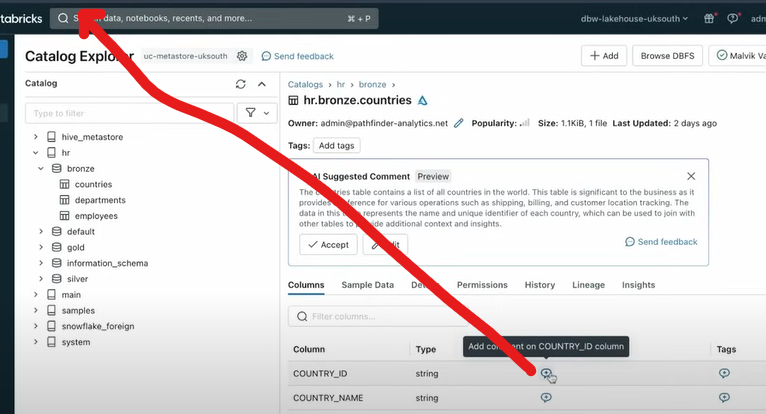 tabricks
data, notebooks, recents, and more...
⌘ + P
dbw-lakehouse-uksouth
adm
Catalog Explorer
uc-metastore-uksouth
Send feedback
Add
Browse DBFS
Malvik Va
Catalog
Type to filter
hive_metastore
hr
bronze
countries
departments
employees
default
gold
information_schema
silver
main
samples
snowflake_foreign
system
Catalogs > hr > bronze >
hr.bronze.countries
Owner: admin@pathfinder-analytics.net
Popularity:
Size: 1.1KiB, 1 file
Last Updated: 2 days ago
Tags:
Add tags
AI Suggested Comment
Preview
The countries table contains a list of all countries in the world. This table is significant to the business as it
provides for various operations such as shipping, billing, and customer location tracking. The
data in this represents the name and unique identifier of each country, which can be used to join with
other tables to provide additional context and insights.
Accept
Send feedback
Columns
Sample Data
Permissions
History
Lineage
Insights
Filter columns...
Column
Type
Add on COUNTRY_ID column
Tags
COUNTRY_ID
string
COUNTRY_NAME
string